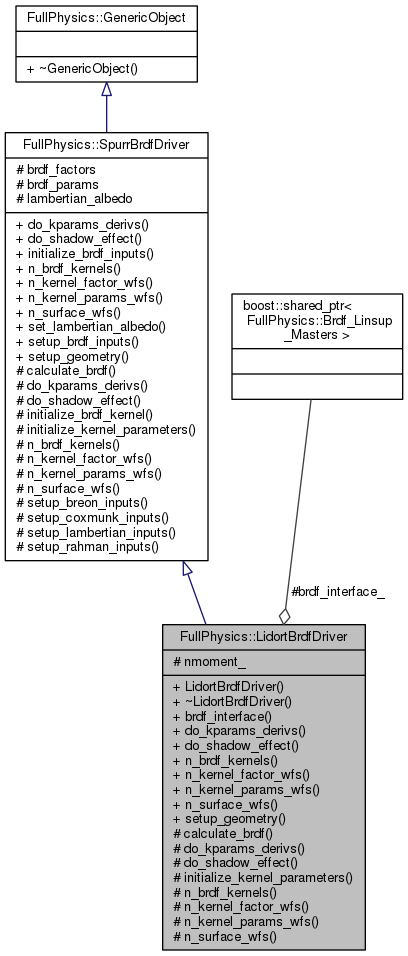 FullPhysics::GenericObject
+ ~GenericObject()
FullPhysics::SpurrBrdfDriver
# brdf_factors
# brdf_params
# lambertian_albedo
+ do_kparams_derivs()
+ do_shadow_effect()
+ initialize_brdf_inputs()
+ n_brdf_kernels()
+ n_kernel_factor_wfs()
+ n_kernel_params_wfs()
+ n_surface_wfs()
+ set_lambertian_albedo()
+ setup_brdf_inputs()
+ setup_geometry()
# calculate_brdf()
# do_kparams_derivs()
# do_shadow_effect()
# initialize_brdf_kernel()
# initialize_kernel_parameters()
# n_brdf_kernels()
# n_kernel_factor_wfs()
# n_kernel_params_wfs()
# n_surface_wfs()
# setup_breon_inputs()
# setup_coxmunk_inputs()
# setup_lambertian_inputs()
# setup_rahman_inputs()
boost::shared_ptr<
FullPhysics::Brdf_Linsup
_Masters >
#brdf_interface_
FullPhysics::LidortBrdfDriver
# nmoment_
+ LidortBrdfDriver()
+ ~LidortBrdfDriver()
+ brdf_interface()
+ do_kparams_derivs()
+ do_shadow_effect()
+ n_brdf_kernels()
+ n_kernel_factor_wfs()
+ n_kernel_params_wfs()
+ n_surface_wfs()
+ setup_geometry()
# calculate_brdf()
# do_kparams_derivs()
# do_shadow_effect()
# initialize_kernel_parameters()
# n_brdf_kernels()
# n_kernel_factor_wfs()
# n_kernel_params_wfs()
# n_surface_wfs()